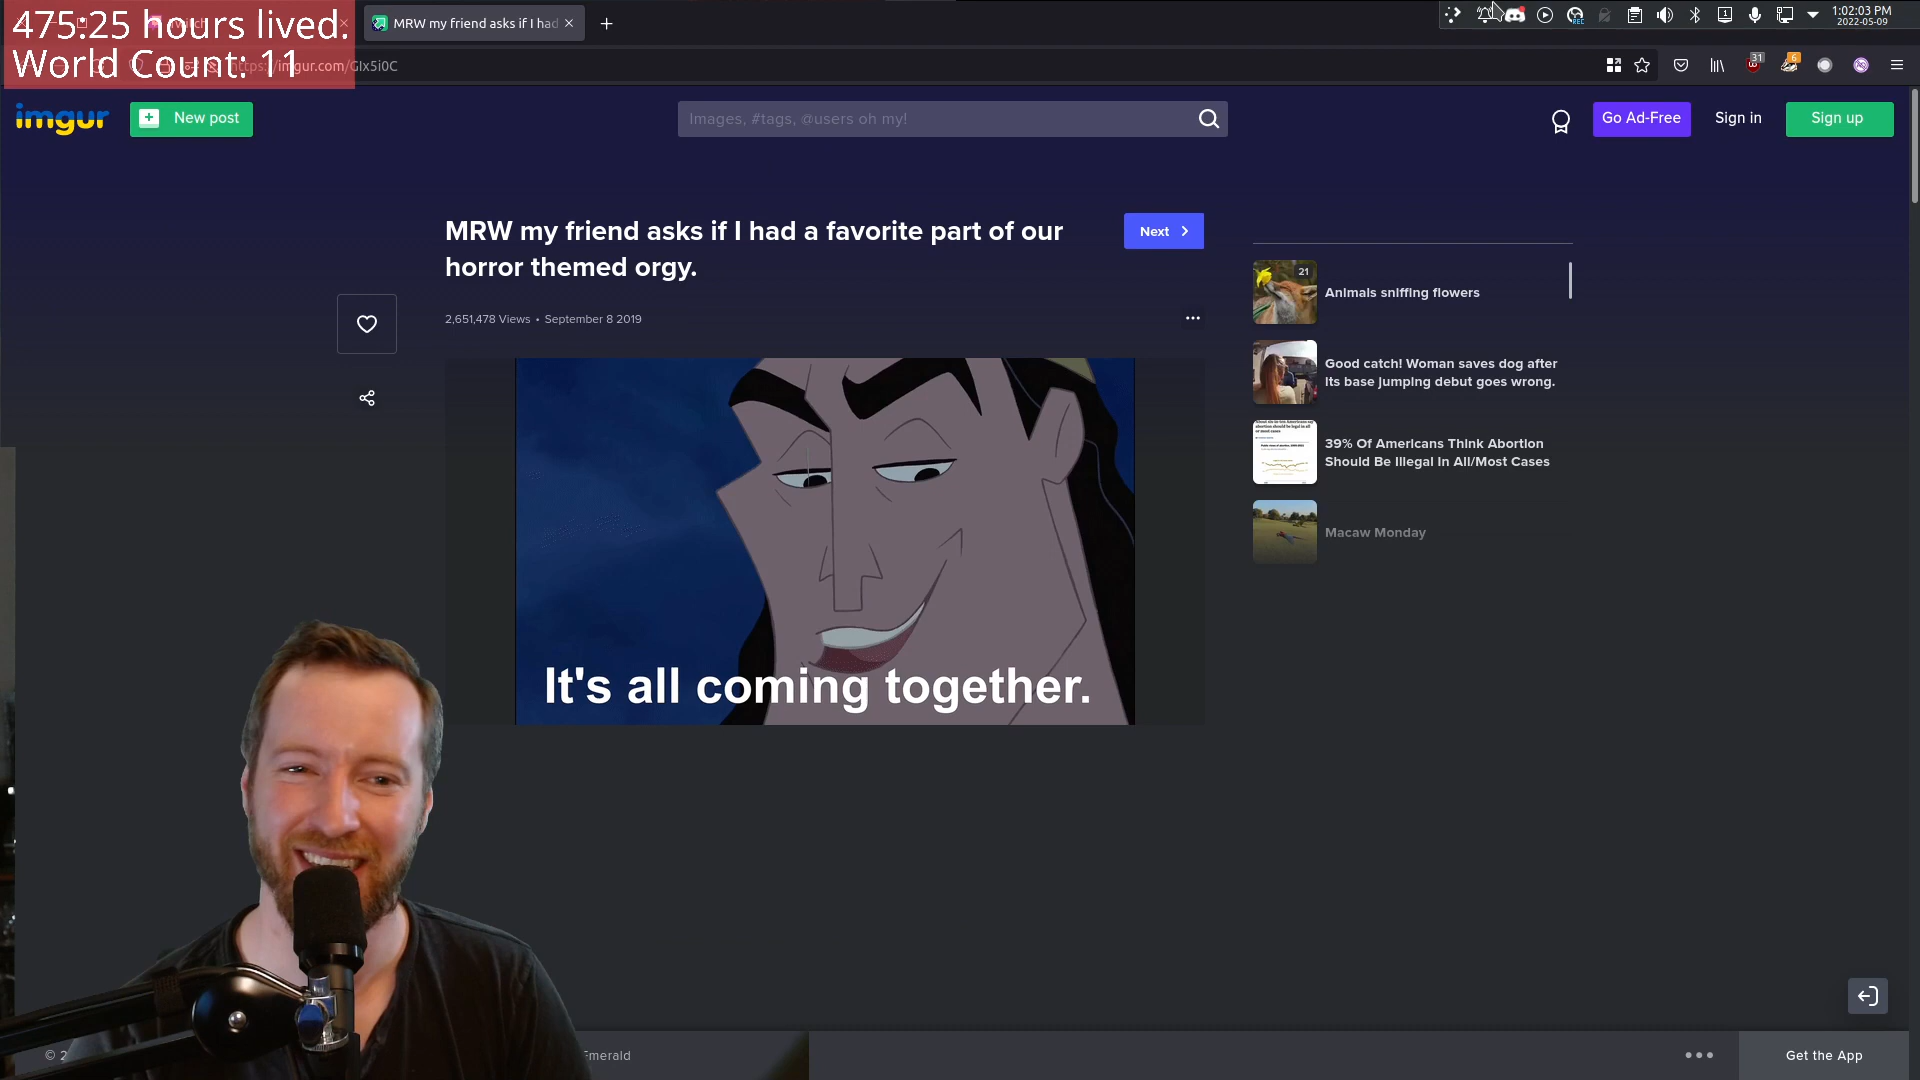 475:25 hours lived.
World Count: 11
MRW my friend asks if I had
imgur.com/GIx5i0C
1:02:03 PM
2022-05-09
31
6
imgur
New post
Images, #tags, @users oh my!
Go Ad-Free
Sign in
Sign up
MRW my friend asks if I had a favorite part of our
horror themed orgy.
Next
2,651,478 Views • September 8 2019
It's all coming together.
21
Animals sniffing flowers
Good catch! Woman saves dog after
its base jumping debut goes wrong.
39% Of Americans Think Abortion
Should Be Illegal In All/Most Cases
Macaw Monday
© 2
Emerald
Get the App